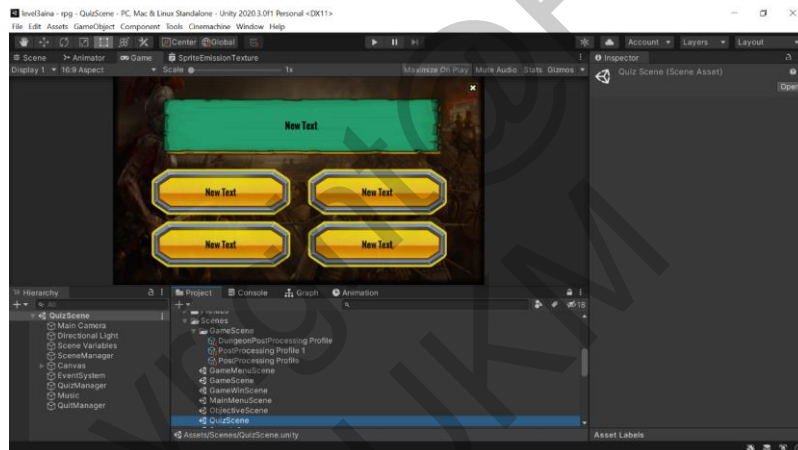 level3aina - rpg - QuizScene - PC, Mac & Linux Standalone - Unity 2020.3.0f1 Personal <DX11>
File Edit Assets GameObject Component Tools Cinemachine Window Help
Center Global Account Layers Layout
Scene Animator Game SpriteEmissionTexture Inspector
Display 1 16:9 Aspect Scale 1x Maximize On Play Mute Audio Stats Gizmos
Quiz Scene (Scene Asset)
Open
New Text
New Text New Text
New Text New Text
Hierarchy
All
QuizScene
Main Camera
Directional Light
Scene Variables
SceneManager
Canvas
EventSystem
QuizManager
Music
QuitManager
Project Console Graph Animation
18
Scenes
GameScene
DungeonPostProcessing Profile
PostProcessing Profile 1
PostProcessing Profile
GameMenuScene
GameScene
GameWinScene
MainMenuScene
ObjectiveScene
QuizScene
Assets/Scenes/QuizScene.unity
Asset Labels